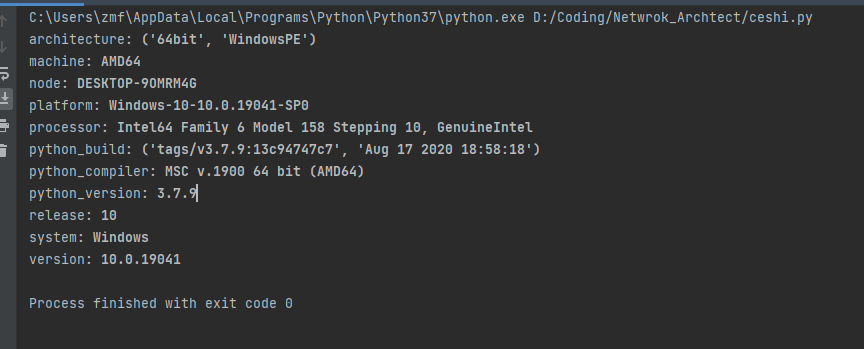 C:\Users\zmf\AppData\Local\Programs\Python\Python37\python.exe D:/Coding/Netwrok_Archtect/ceshi.py
architecture: ('64bit', 'WindowsPE')
machine: AMD64
node: DESKTOP-9OMRM4G
platform: Windows-10-10.0.19041-SP0
processor: Intel64 Family 6 Model 158 Stepping 10, GenuineIntel
python_build: ('tags/v3.7.9:13c94747c7', 'Aug 17 2020 18:58:18')
python_compiler: MSC v.1900 64 bit (AMD64)
python_version: 3.7.9
release: 10
system: Windows
version: 10.0.19041
Process finished with exit code 0